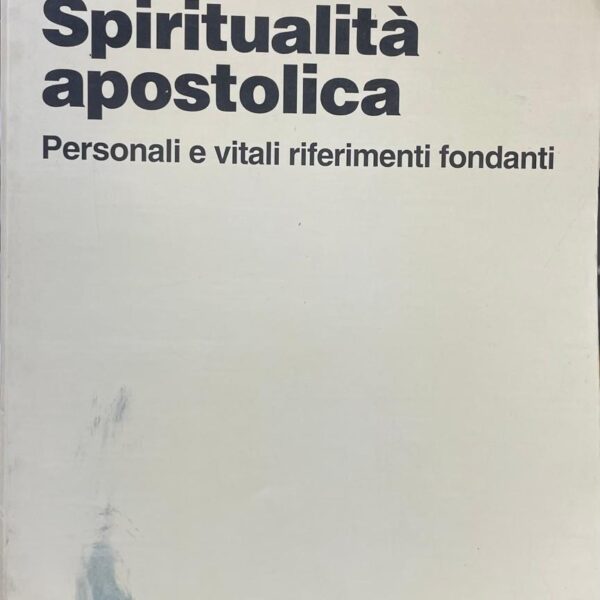 Spiritualità
apostolica
Personali e vitali riferimenti fondanti